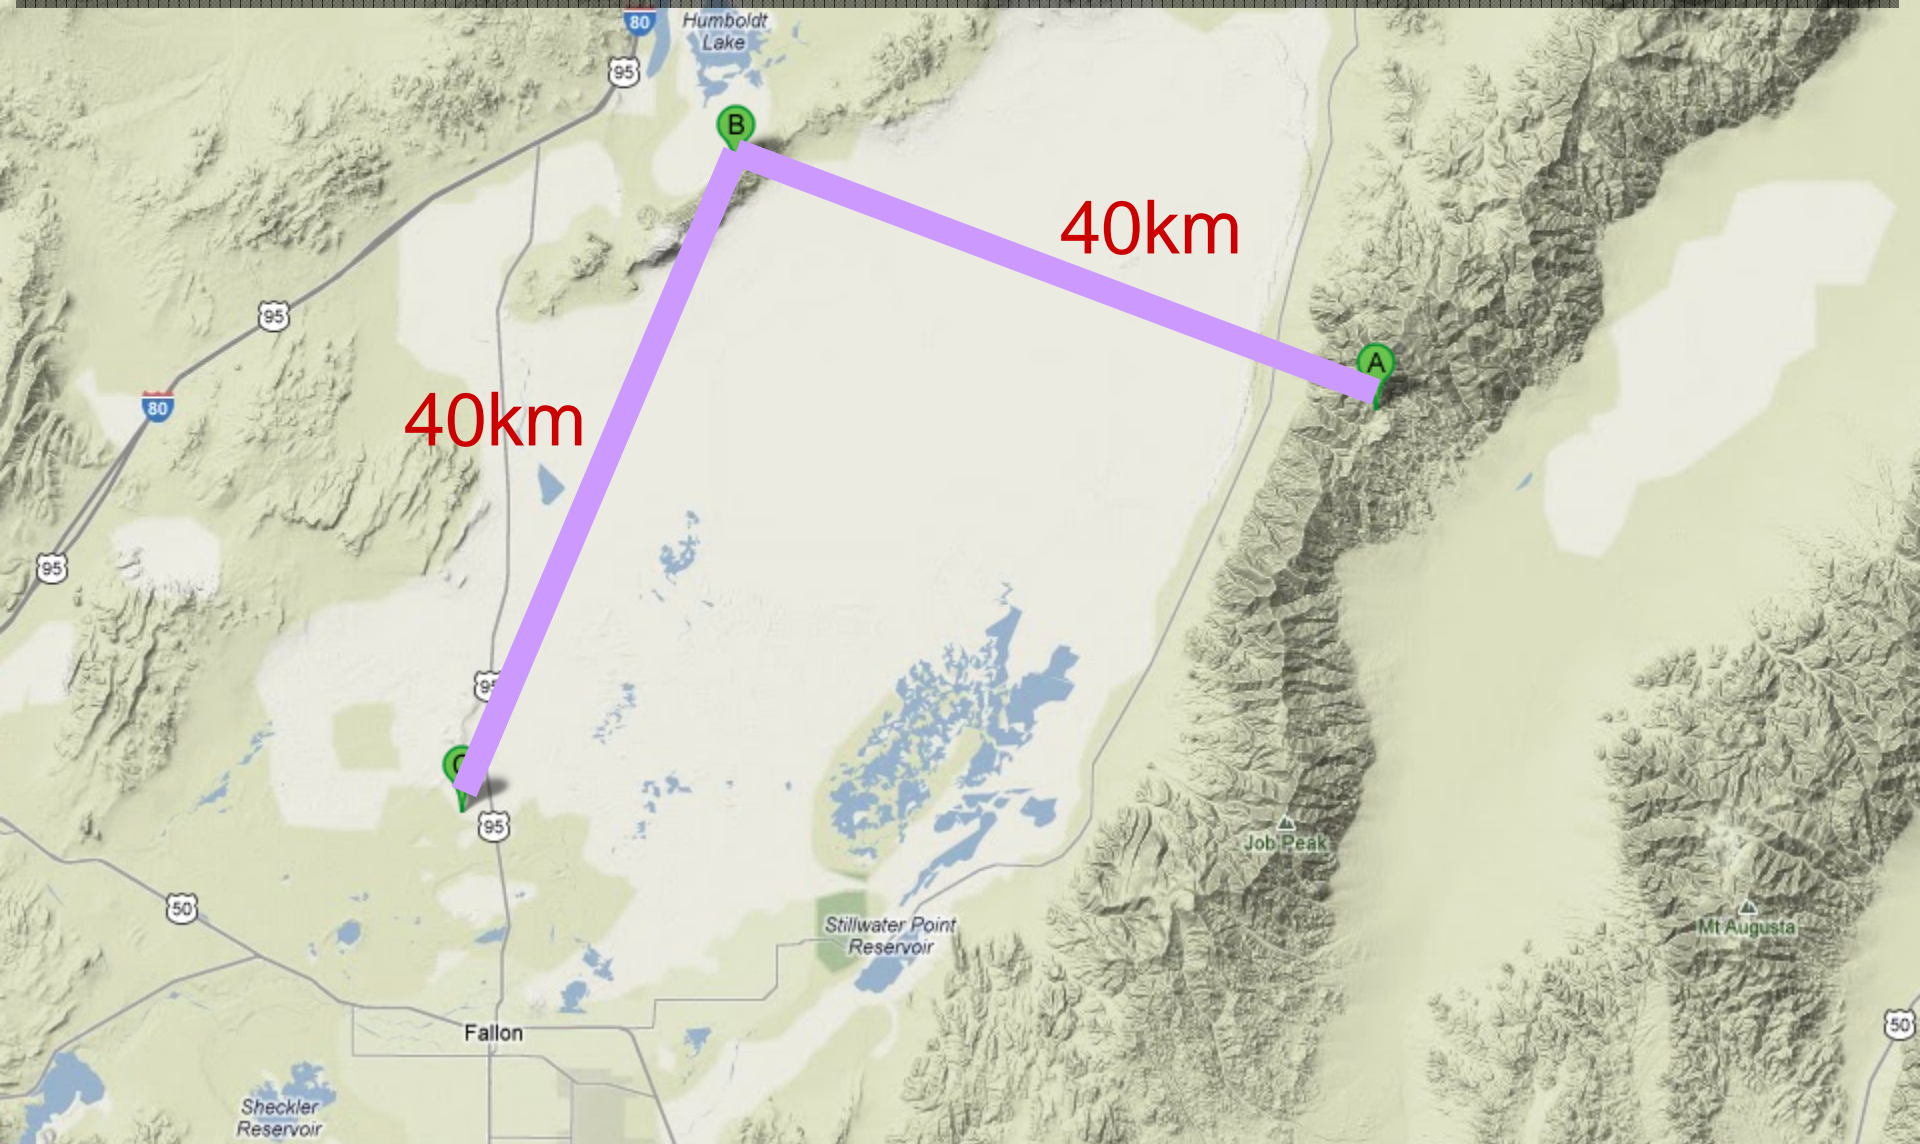 80
Humboldt
Lake
95
B
40km
95
A
80
40km
95
95
C
95
Job Peak
50
Stillwater Point
Reservoir
Mt Augusta
50
Fallon
Sheckler
Reservoir